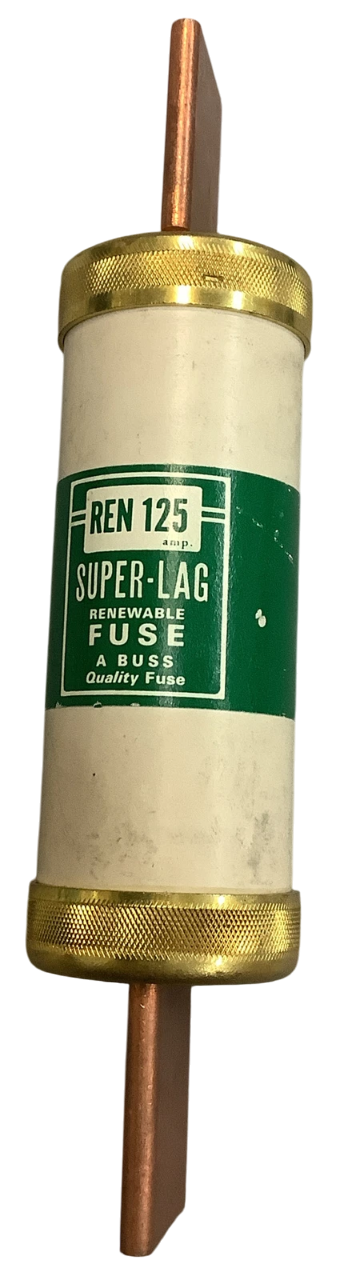 REN 125
amp.
SUPER-LAG
RENEWABLE
FUSE
A BUSS
Quality Fuse